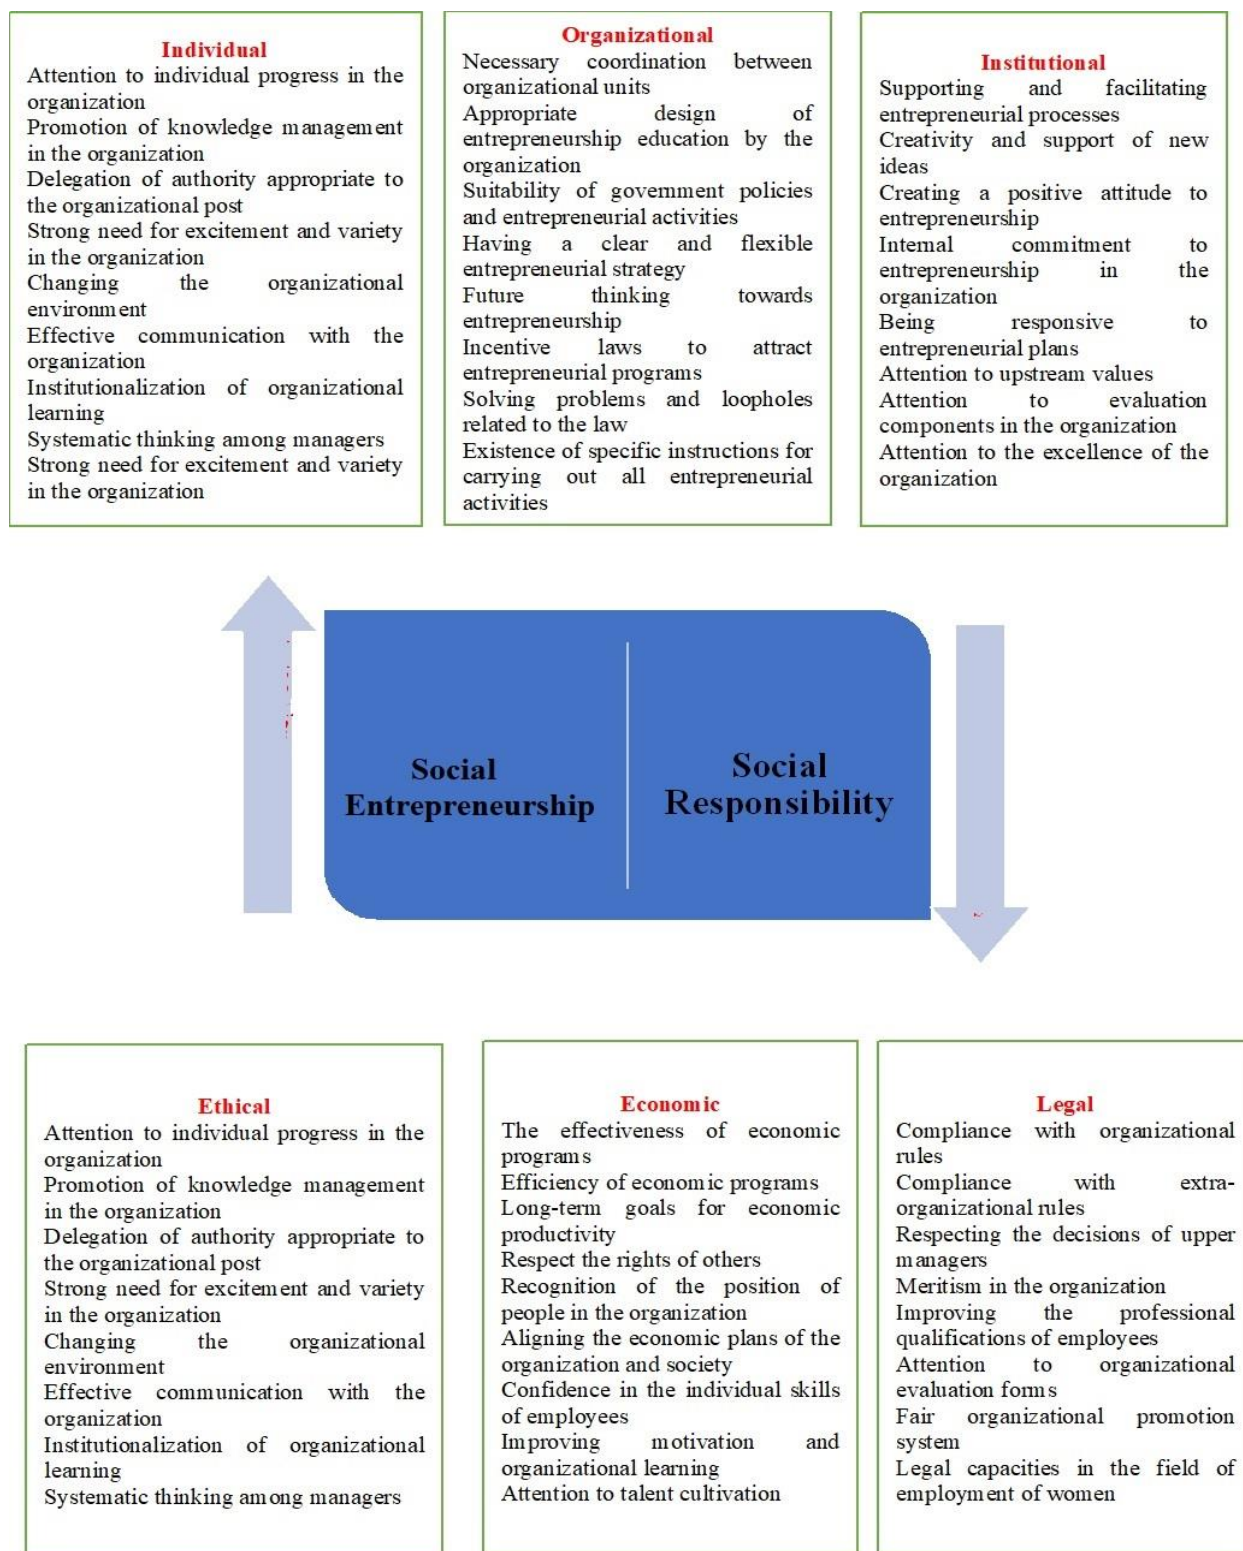 Individual
Attention to individual progress in the
organization
Promotion of knowledge management
in the organization
Delegation of authority appropriate to
the organizational post
Strong need for excitement and variety
in the organization
Changing the organizational
environment
Effective communication with the
organization
Institutionalization of organizational
learning
Systematic thinking among managers
Strong need for excitement and variety
in the organization
Organizational
Necessary coordination between
organizational units
Appropriate design of
entrepreneurship education by the
organization
Suitability of government policies
and entrepreneurial activities
Having a clear and flexible
entrepreneurial strategy
Future thinking towards
entrepreneurship
Incentive laws to attract
entrepreneurial programs
Solving problems and loopholes
related to the law
Existence of specific instructions for
carrying out all entrepreneurial
activities
Institutional
Supporting and facilitating
entrepreneurial processes
Creativity and support of new
ideas
Creating a positive attitude to
entrepreneurship
Internal commitment to
entrepreneurship in the
organization
Being responsive to
entrepreneurial plans
Attention to upstream values
Attention to evaluation
components in the organization
Attention to the excellence of the
organization
Social
Entrepreneurship
Social
Responsibility
Ethical
Attention to individual progress in the
organization
Promotion of knowledge management
in the organization
Delegation of authority appropriate to
the organizational post
Strong need for excitement and variety
in the organization
Changing the organizational
environment
Effective communication with the
organization
Institutionalization of organizational
learning
Systematic thinking among managers
Economic
The effectiveness of economic
programs
Efficiency of economic programs
Long-term goals for economic
productivity
Respect the rights of others
Recognition of the position of
people in the organization
Aligning the economic plans of the
organization and society
Confidence in the individual skills
of employees
Improving motivation and
organizational learning
Attention to talent cultivation
Legal
Compliance with organizational
rules
Compliance with extra-
organizational rules
Respecting the decisions of upper
managers
Meritism in the organization
Improving the professional
qualifications of employees
Attention to organizational
evaluation forms
Fair organizational promotion
system
Legal capacities in the field of
employment of women